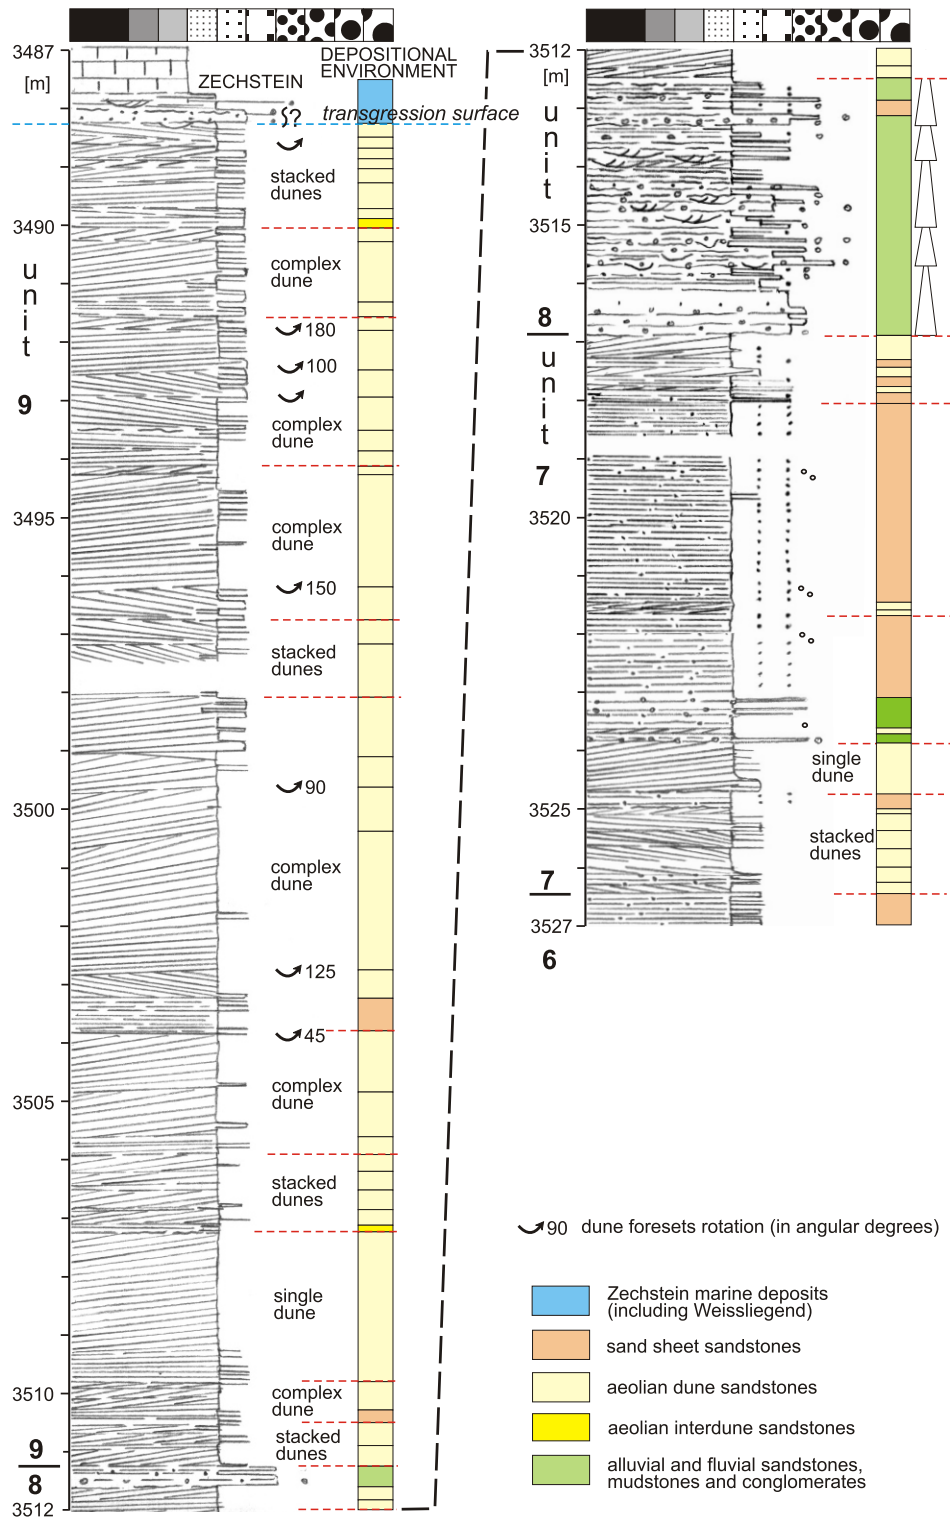 3487
[m]
ZECHSTEIN
DEPOSITIONAL
ENVIRONMENT
?
transgression surface
stacked
dunes
3490
unit
9
complex
dune
180
100
complex
dune
3495
complex
dune
150
stacked
dunes
90
3500
complex
dune
125
45
complex
dune
3505
stacked
dunes
single
dune
3510
complex
dune
stacked
dunes
9
8
3512
3512
[m]
unit
3515
8
unit
7
3520
single
dune
3525
stacked
dunes
7
3527
6
90 dune foresets rotation (in angular degrees)
Zechstein marine deposits
(including Weissliegend)
sand sheet sandstones
aeolian dune sandstones
aeolian interdune sandstones
alluvial and fluvial sandstones,
mudstones and conglomerates